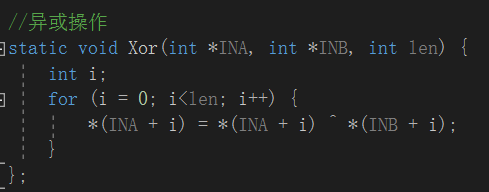 //异或操作
static void Xor(int *INA, int *INB, int len) {
int i;
for (i = 0; i<len; i++) {
*(INA + i) = *(INA + i) ^ *(INB + i);
}
};